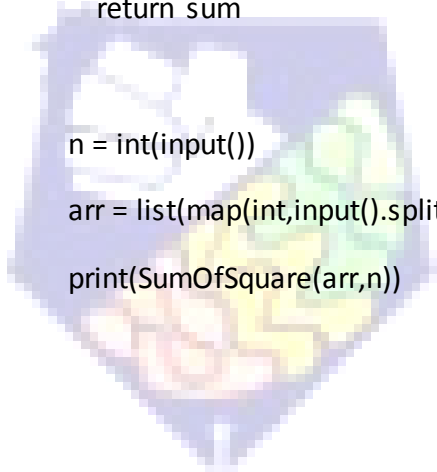 return sum
n = int(input())
arr = list(map(int,input().split
print(SumOfSquare(arr,n))